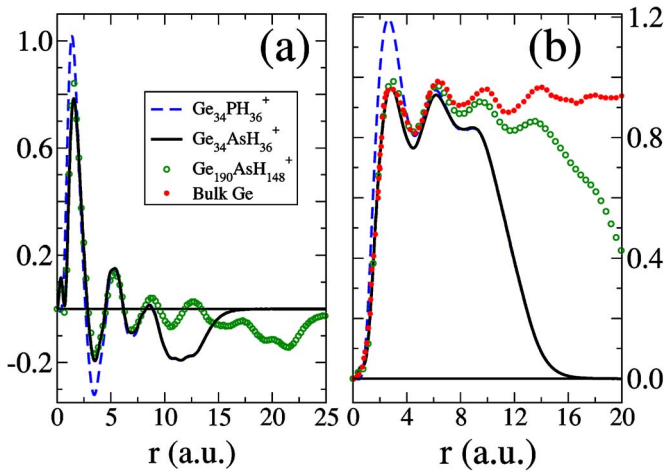 (a)
1.0
0.6
0.2
-0.2
Ge34PH36+
Ge34AsH36+
Ge190AsH148+
Bulk Ge
0 5 10 15 20 25
r (a.u.)
(b)
1.2
0.8
0.4
0.0
0 4 8 12 16 20
r (a.u.)